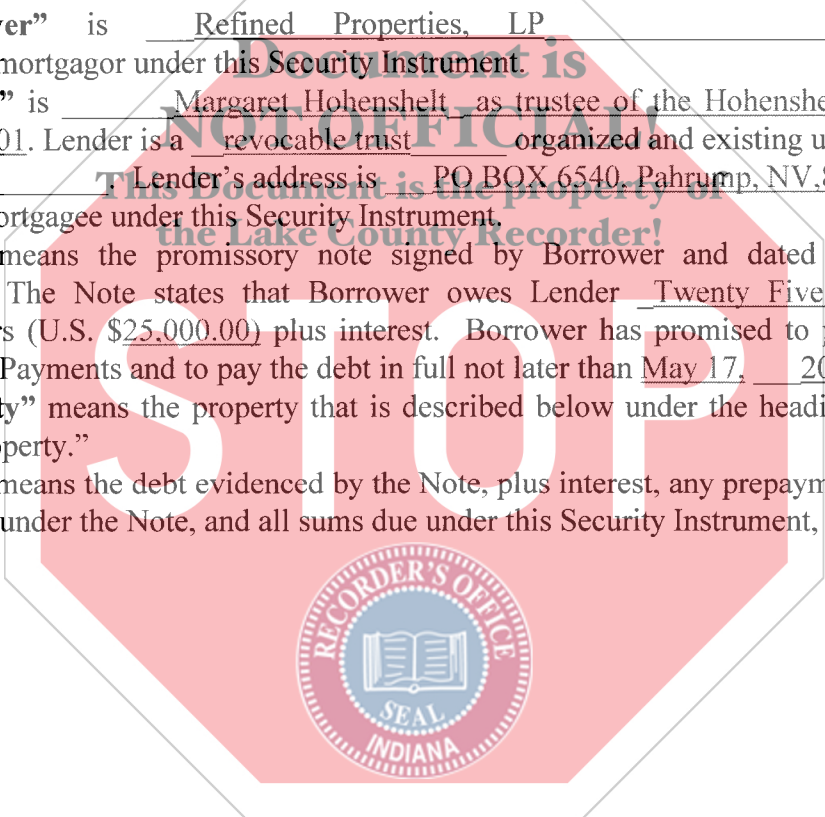 ver” is Refined Properties, LP
mortgagor under this Security Instrument.
Document is
” is Margaret Hohenshelt as trustee of the Hohenshe
NOT OFFICIAL!
01. Lender is a revocable trust organized and existing u
. Lender’s address is PO BOX 6540, Pahrump, NV,8
This Document is the property of
ortgagee under this Security Instrument.
the Lake County Recorder!
means the promissory note signed by Borrower and dated
The Note states that Borrower owes Lender Twenty Five
rs (U.S. $25,000.00) plus interest. Borrower has promised to p
Payments and to pay the debt in full not later than May 17, 20
ty” means the property that is described below under the headi
perty.”
means the debt evidenced by the Note, plus interest, any prepaym
under the Note, and all sums due under this Security Instrument,
STOP
RECORDER’S OFFICE
SEAL
INDIANA